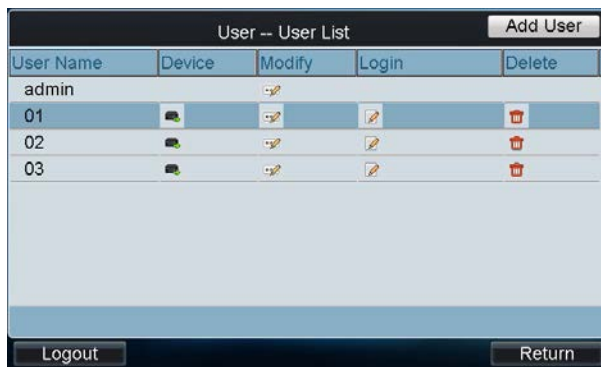 User -- User List Add User
User Name Device Modify Login Delete
admin
01
02
03
Logout Return